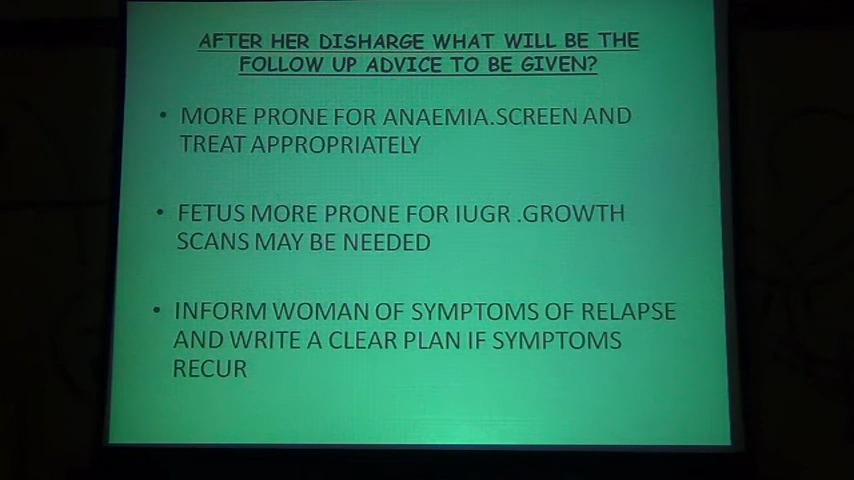 AFTER HER DISHARGE WHAT WILL BE THE
FOLLOW UP ADVICE TO BE GIVEN?
• MORE PRONE FOR ANAEMIA.SCREEN AND
TREAT APPROPRIATELY
• FETUS MORE PRONE FOR IUGR .GROWTH
SCANS MAY BE NEEDED
• INFORM WOMAN OF SYMPTOMS OF RELAPSE
AND WRITE A CLEAR PLAN IF SYMPTOMS
RECUR